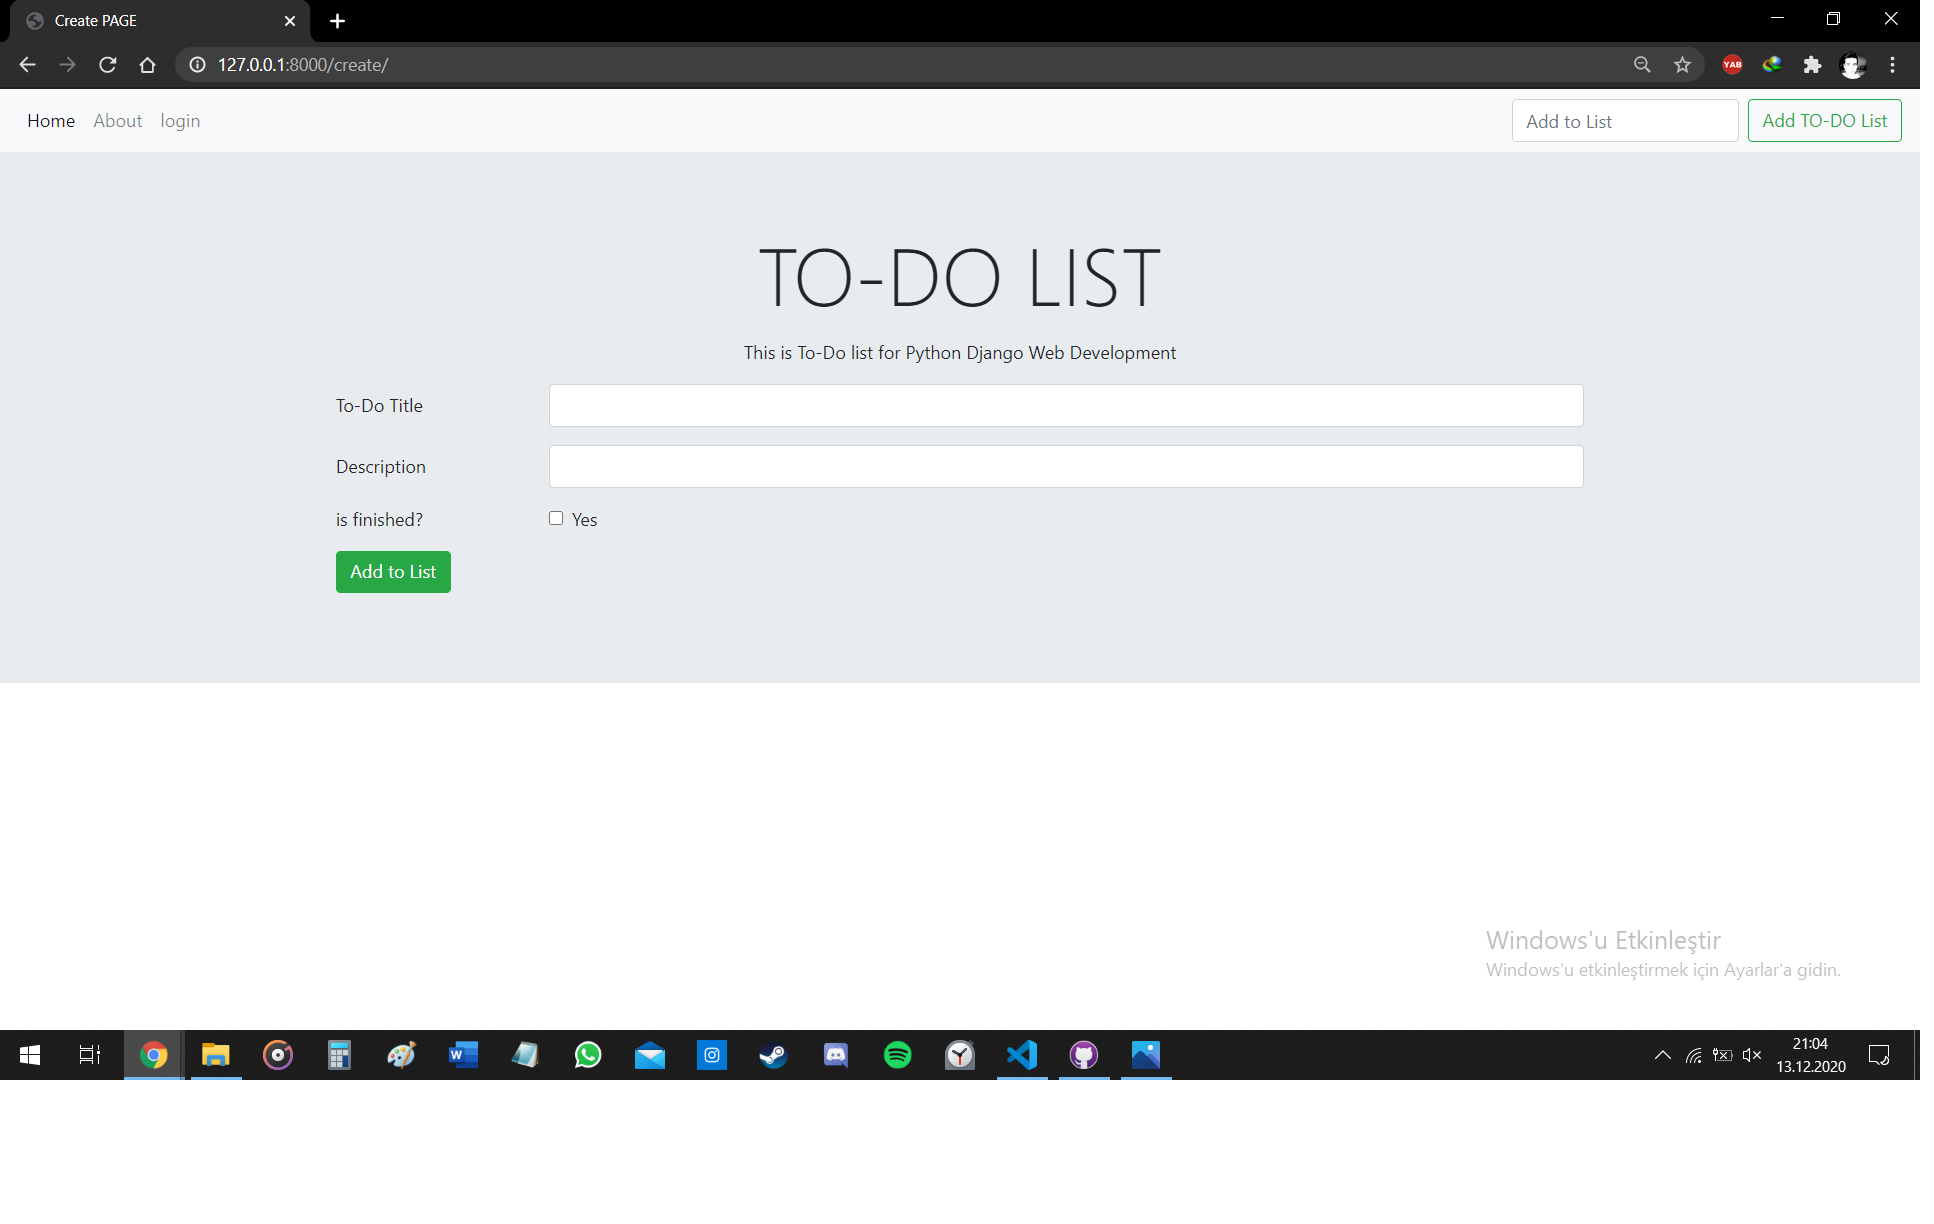 Create PAGE
127.0.0.1:8000/create/
YAB
Home About login
Add to List
Add TO-DO List
TO-DO LIST
This is To-Do list for Python Django Web Development
To-Do Title
Description
is finished?
Yes
Add to List
Windows'u Etkinleştir
Windows'u etkinleştirmek için Ayarlar'a gidin.
W
21:04
13.12.2020